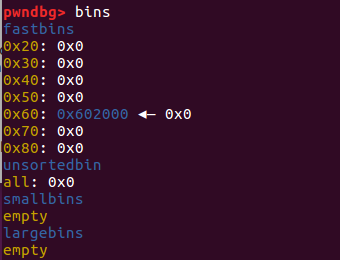 pwndbg> bins
fastbins
0x20: 0x0
0x30: 0x0
0x40: 0x0
0x50: 0x0
0x60: 0x602000 ◂— 0x0
0x70: 0x0
0x80: 0x0
unsortedbin
all: 0x0
smallbins
empty
largebins
empty